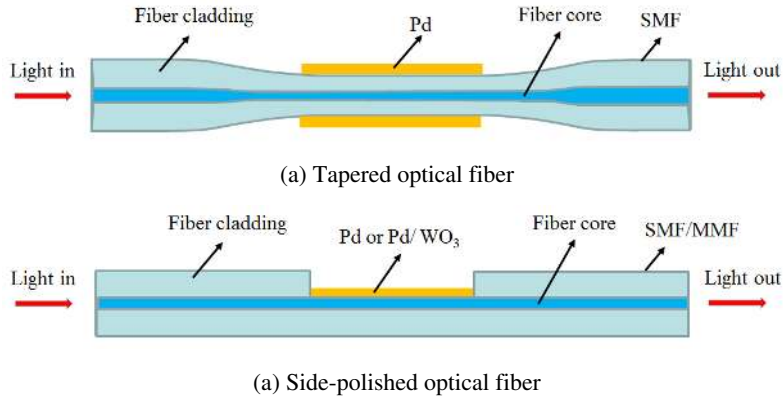 Fiber cladding
Pd
Fiber core
SMF
Light in
Light out
(a) Tapered optical fiber
Fiber cladding
Pd or Pd/ WO₃
Fiber core
SMF/MMF
Light in
Light out
(a) Side-polished optical fiber